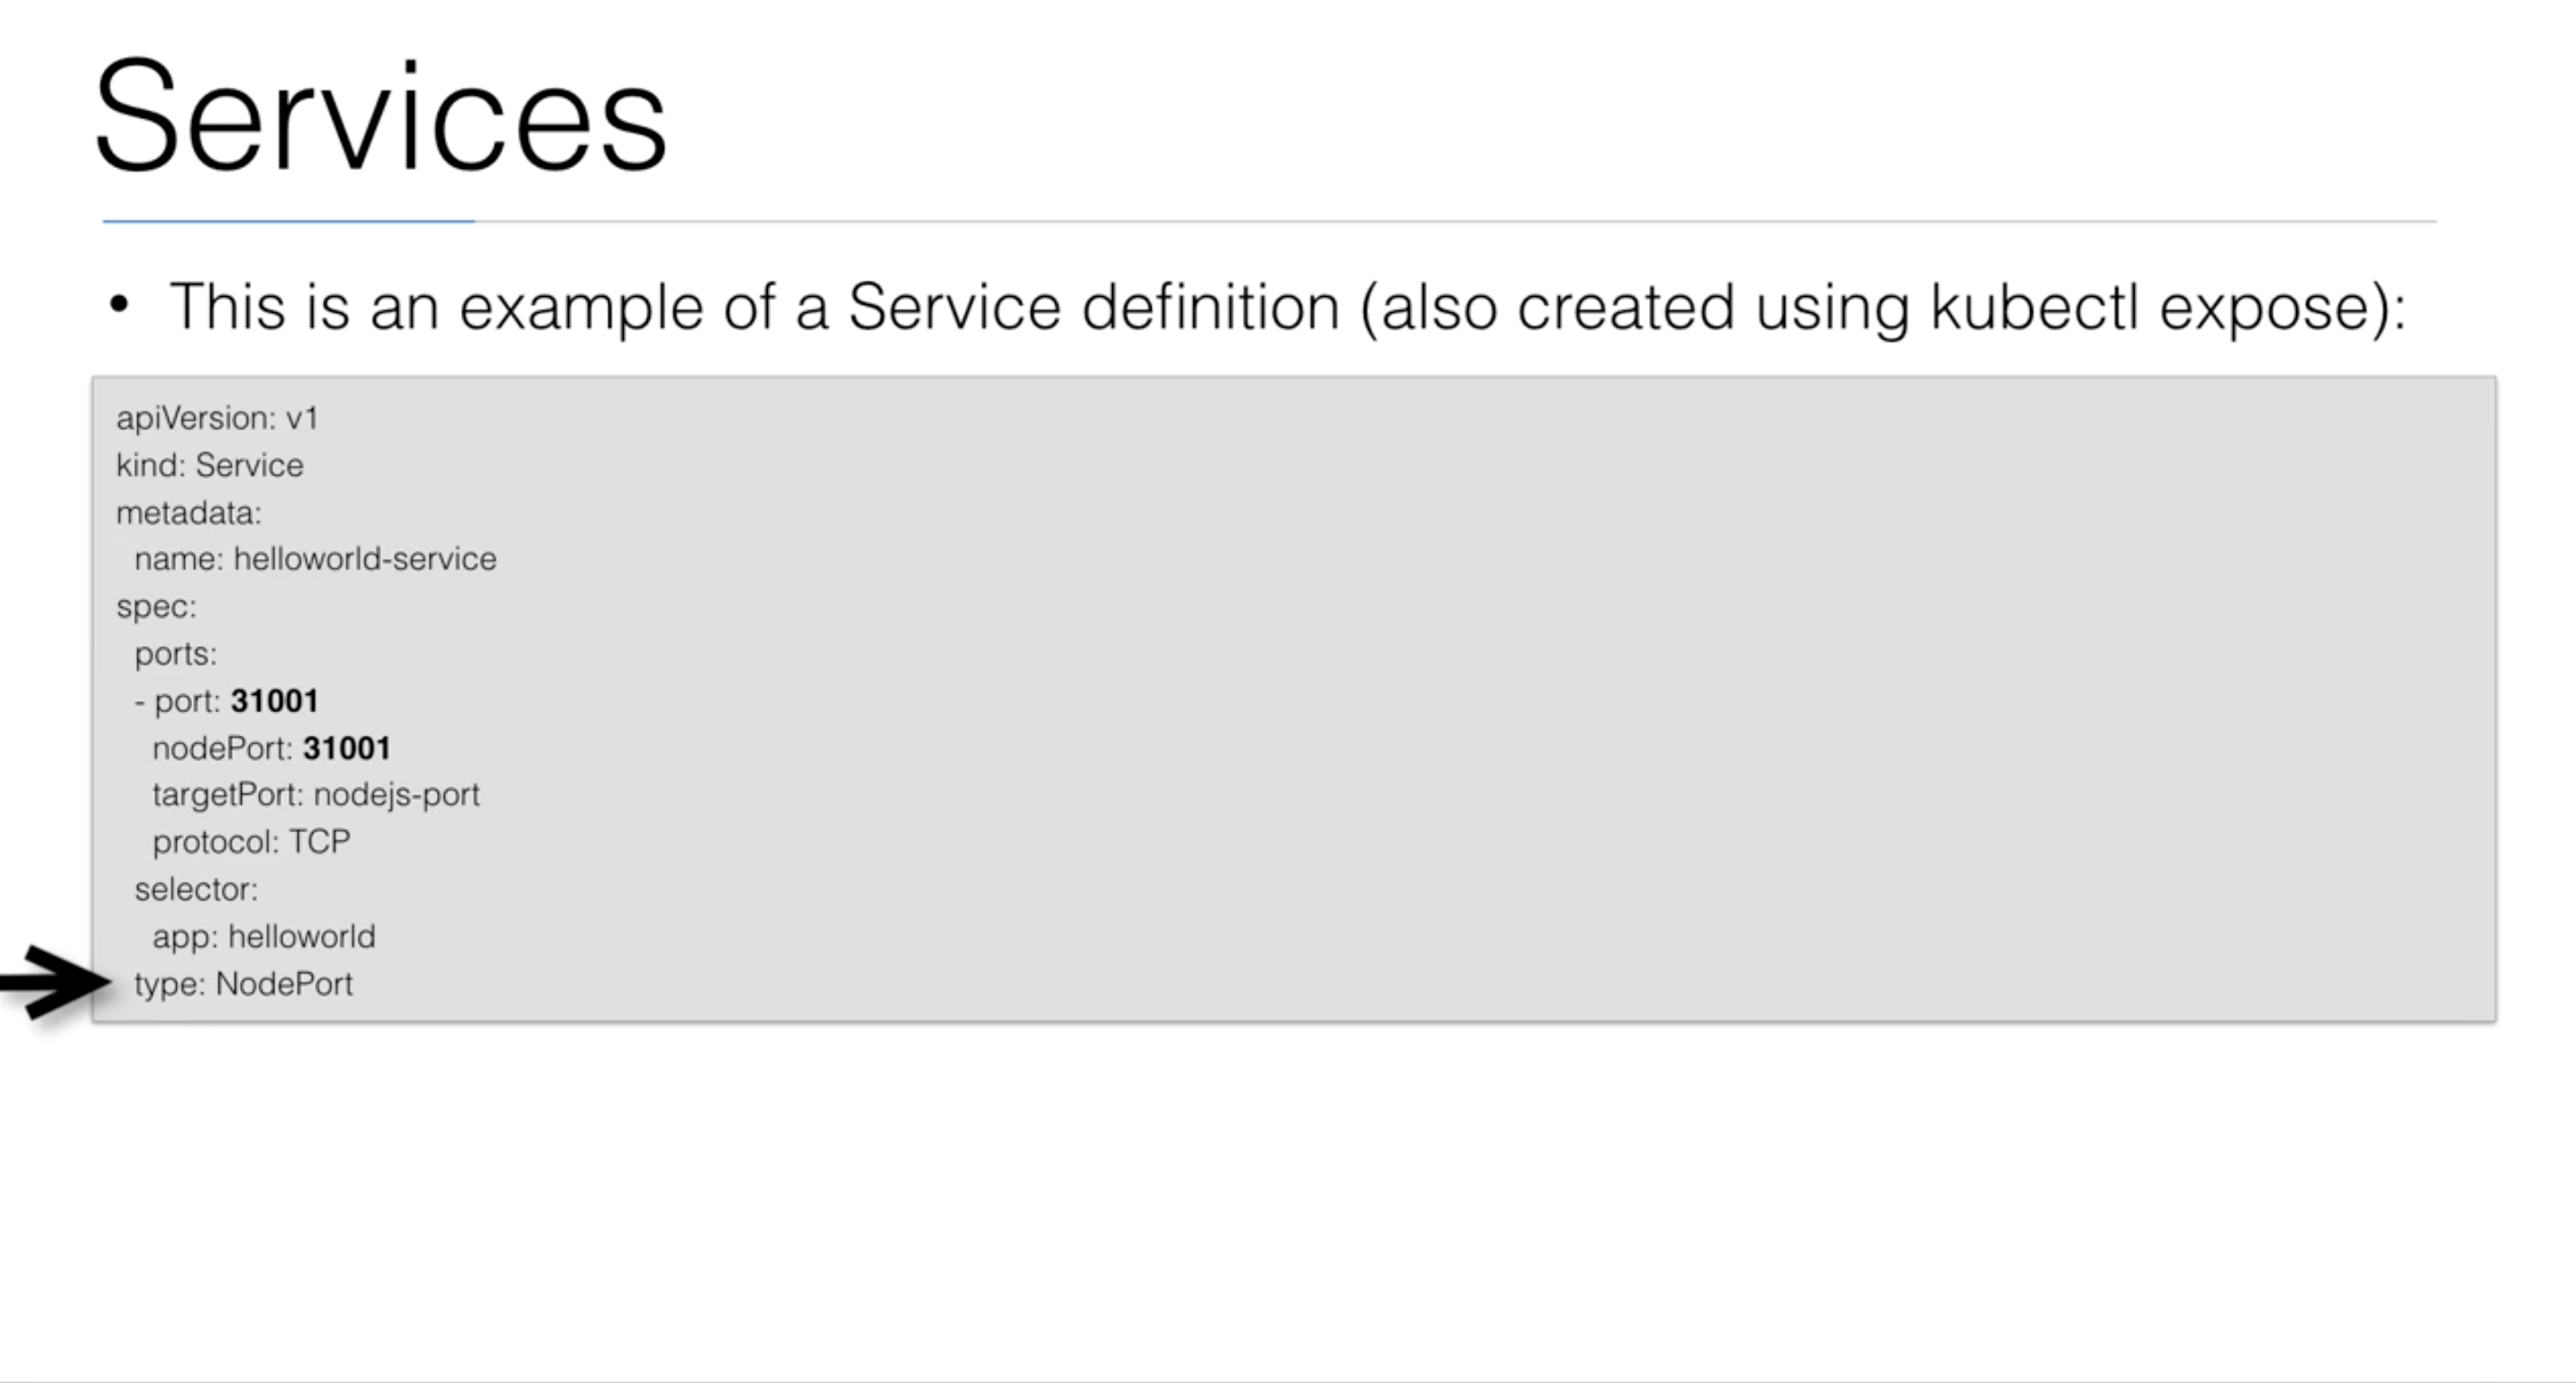 Services
• This is an example of a Service definition (also created using kubectl expose):
apiVersion: v1
kind: Service
metadata:
  name: helloworld-service
spec:
  ports:
  - port: 31001
    nodePort: 31001
    targetPort: nodejs-port
    protocol: TCP
  selector:
    app: helloworld
  type: NodePort